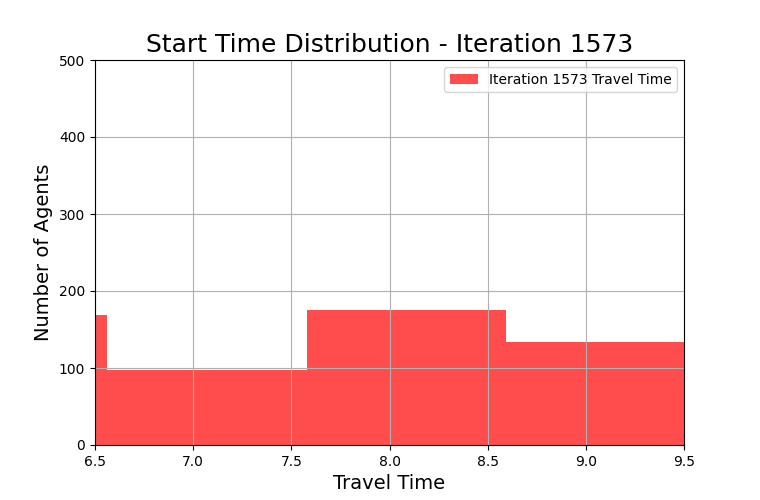 Start Time Distribution - Iteration 1573
Iteration 1573 Travel Time
Number of Agents
500
400
300
200
100
0
6.5 7.0 7.5 8.0 8.5 9.0 9.5
Travel Time